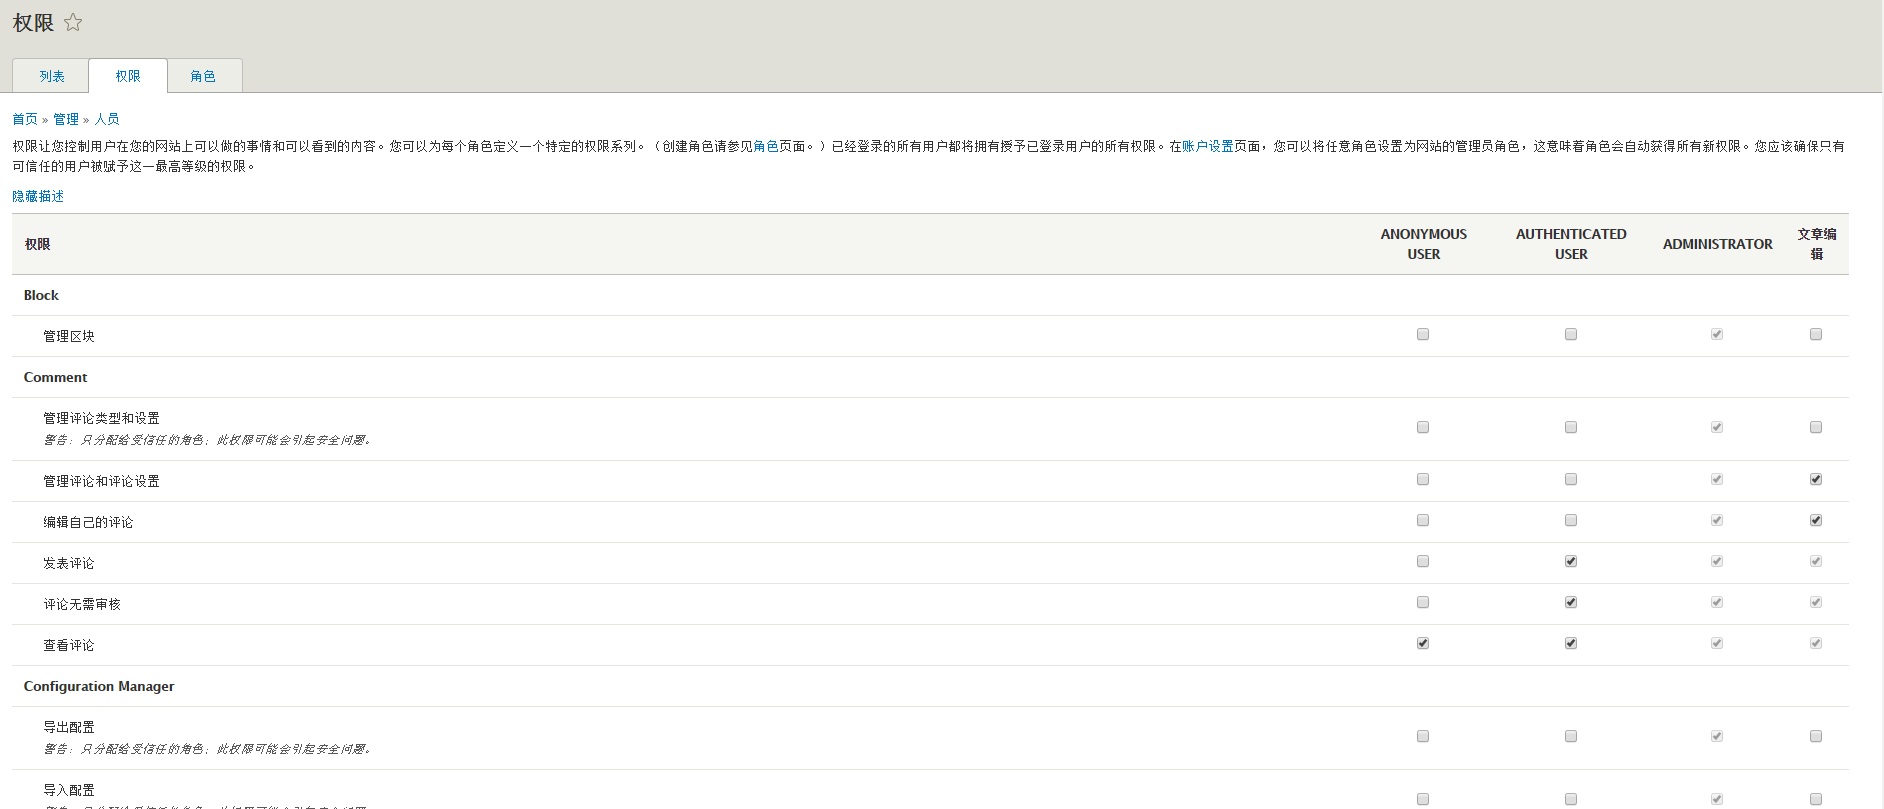 权限
列表
权限
角色
首页 » 管理 » 人员
权限让您控制用户在您的网站上可以做的事情和可以看到的内容。您可以为每个角色定义一个特定的权限系列。（创建角色请参见角色页面。）已经登录的所有用户都将拥有授予已登录用户的所有权限。在账户设置页面，您可以将任意角色设置为网站的管理员角色，这意味着角色会自动获得所有新权限。您应该确保只有
可信任的用户被赋予这一最高等级的权限。
隐藏描述
权限
ANONYMOUS
USER
AUTHENTICATED
USER
ADMINISTRATOR
文章编
辑
Block
管理区块
Comment
管理评论类型和设置
警告：只分配给受信任的角色；此权限可能会引起安全问题。
管理评论和评论设置
编辑自己的评论
发表评论
评论无需审核
查看评论
Configuration Manager
导出配置
警告：只分配给受信任的角色；此权限可能会引起安全问题。
导入配置